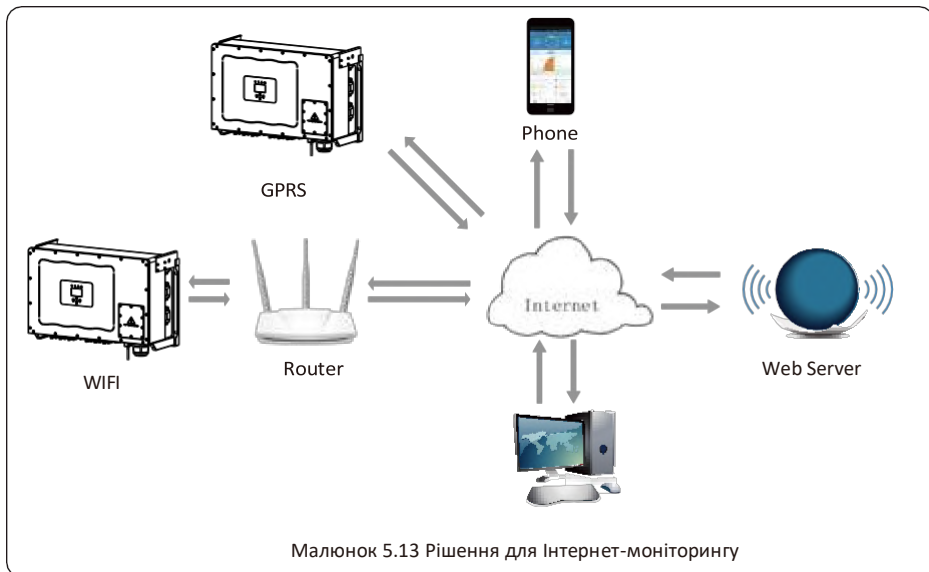 Phone
GPRS
Internet
WIFI
Router
Web Server
Малюнок 5.13 Рішення для Інтернет-моніторингу